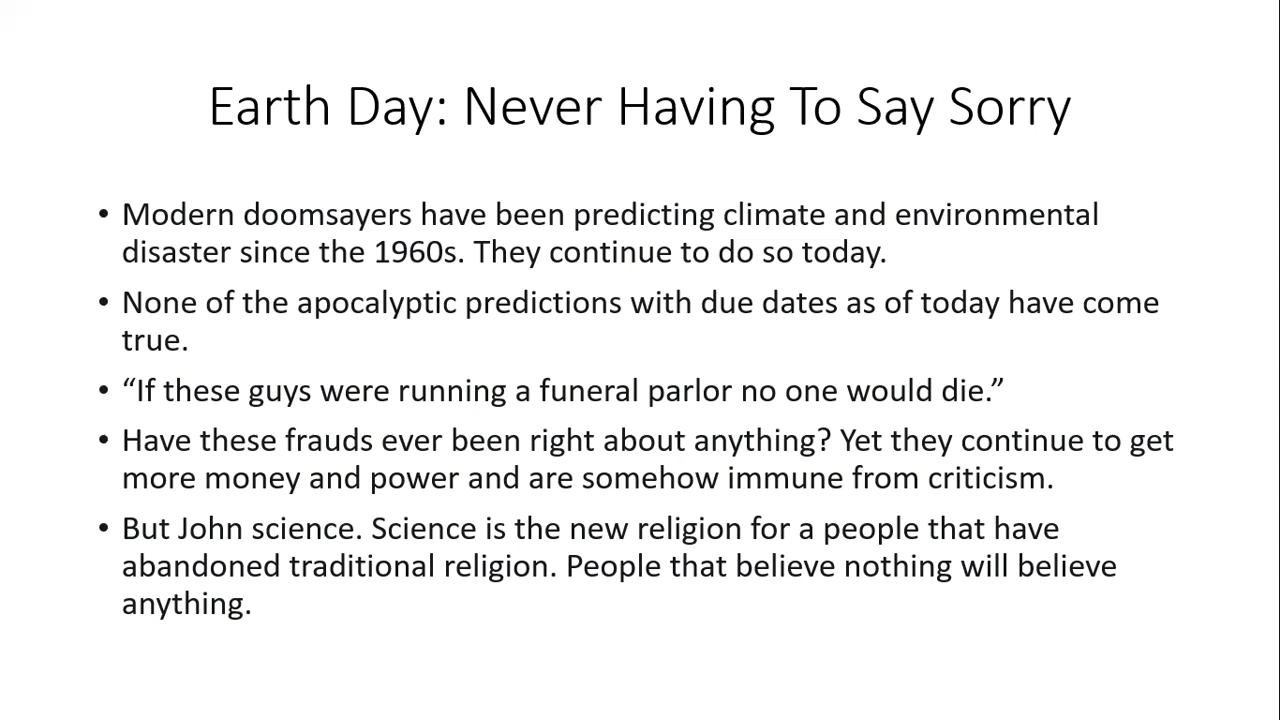 Earth Day: Never Having To Say Sorry
• Modern doomsayers have been predicting climate and environmental
disaster since the 1960s. They continue to do so today.
• None of the apocalyptic predictions with due dates as of today have come
true.
• “If these guys were running a funeral parlor no one would die.”
• Have these frauds ever been right about anything? Yet they continue to get
more money and power and are somehow immune from criticism.
• But John science. Science is the new religion for a people that have
abandoned traditional religion. People that believe nothing will believe
anything.